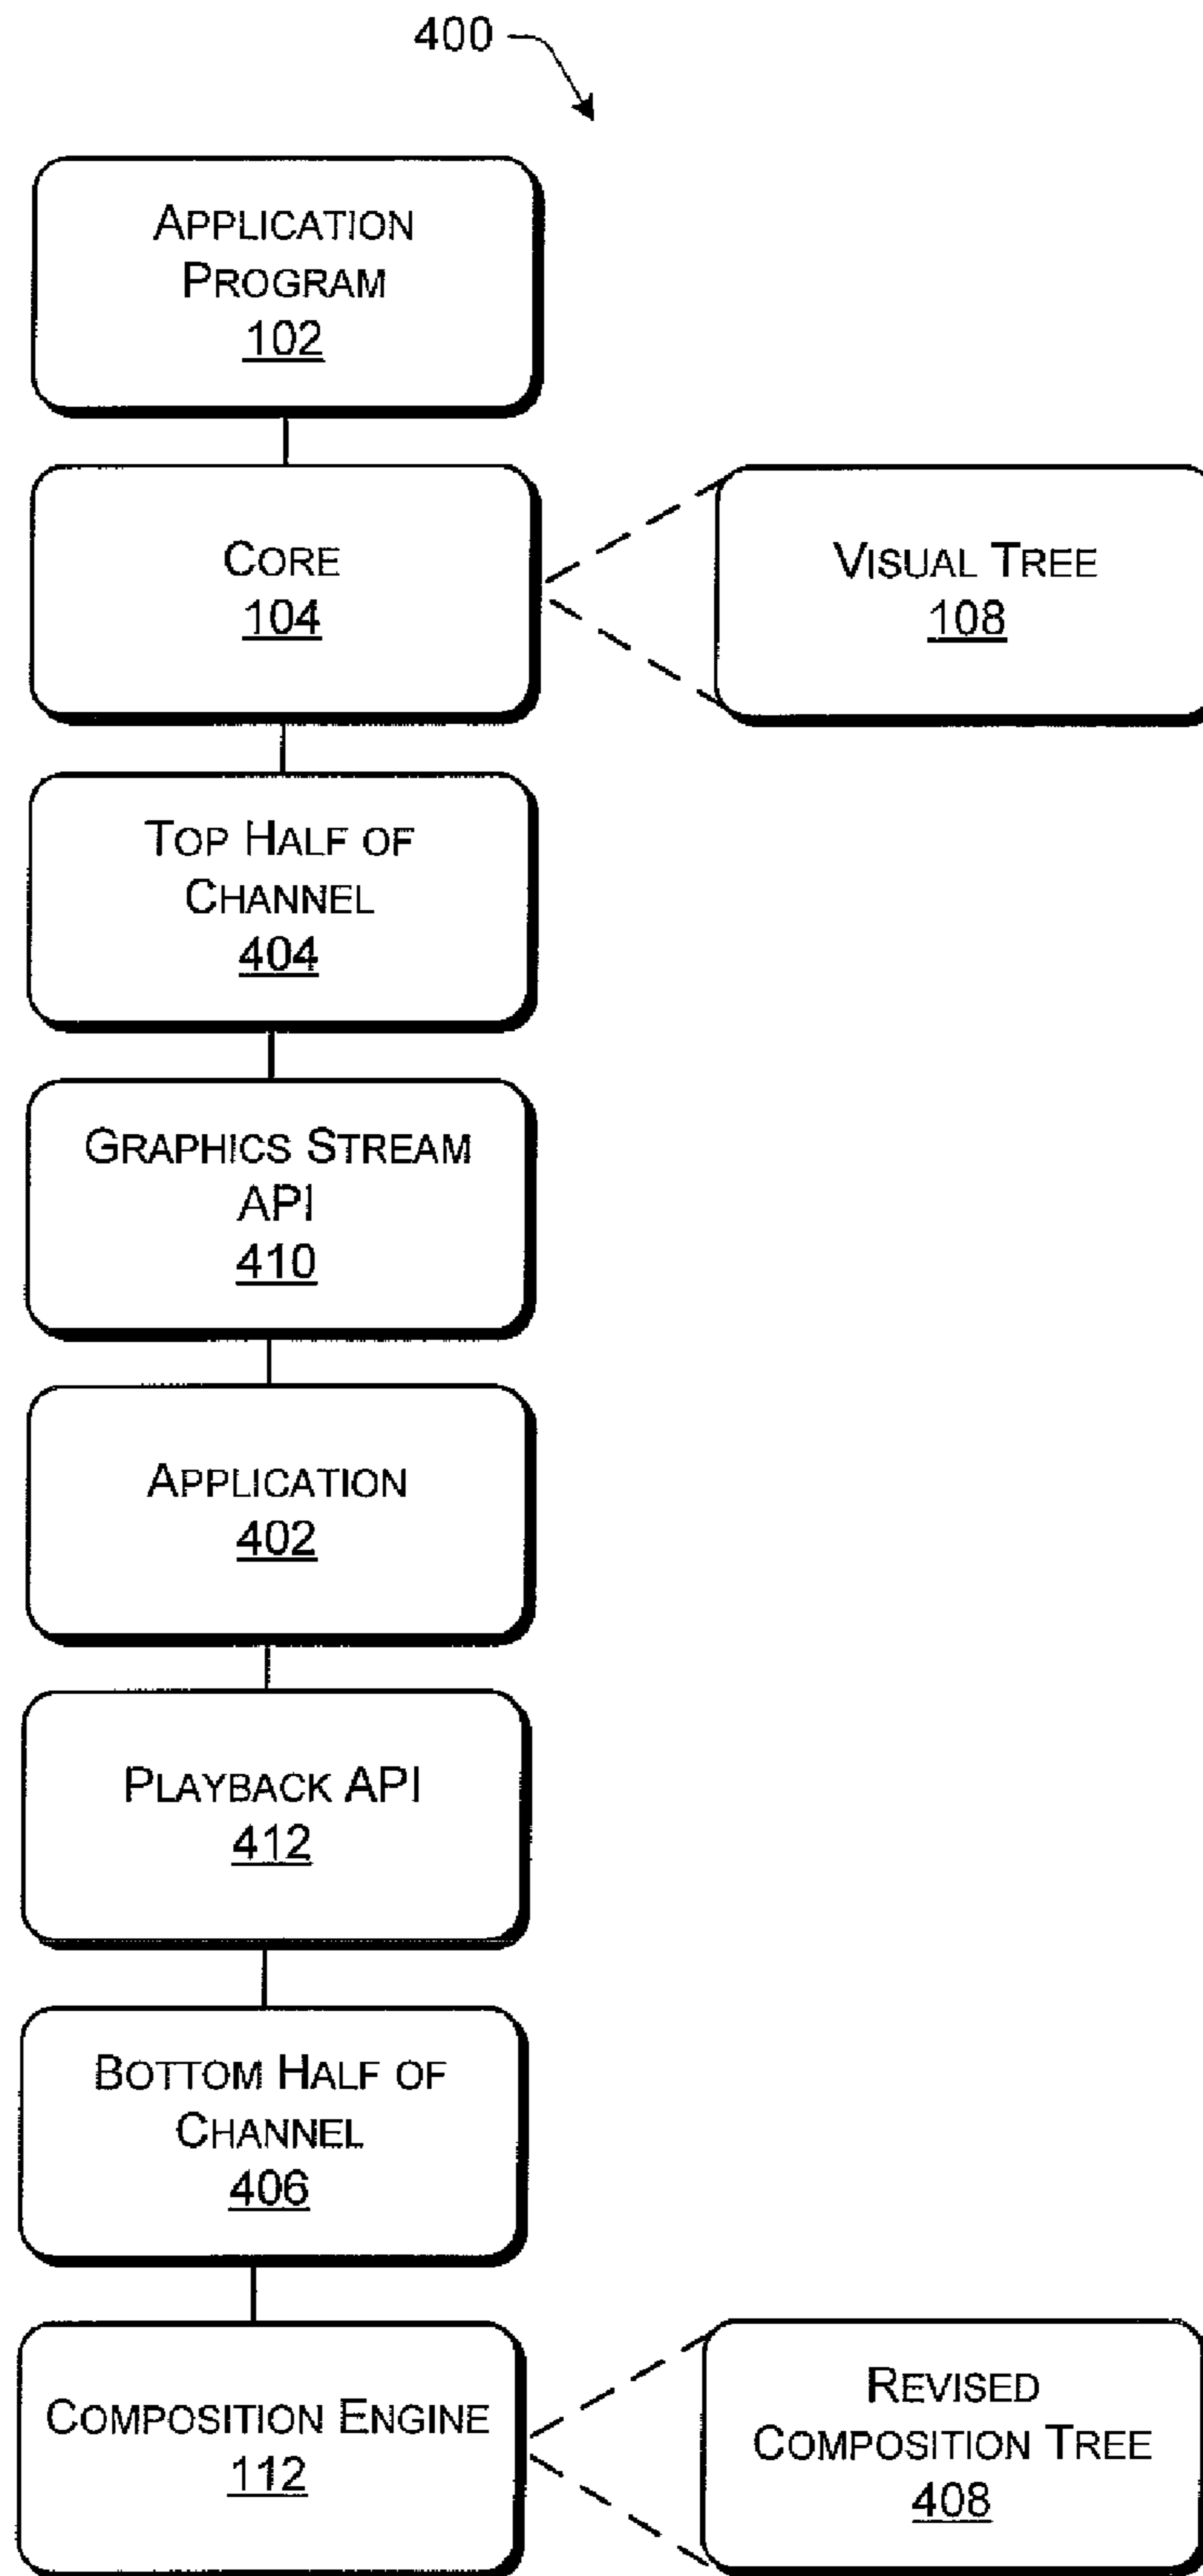 400
APPLICATION
PROGRAM
102
CORE
104
VISUAL TREE
108
TOP HALF OF
CHANNEL
404
GRAPHICS STREAM
API
410
APPLICATION
402
PLAYBACK API
412
BOTTOM HALF OF
CHANNEL
406
COMPOSITION ENGINE
112
REVISED
COMPOSITION TREE
408